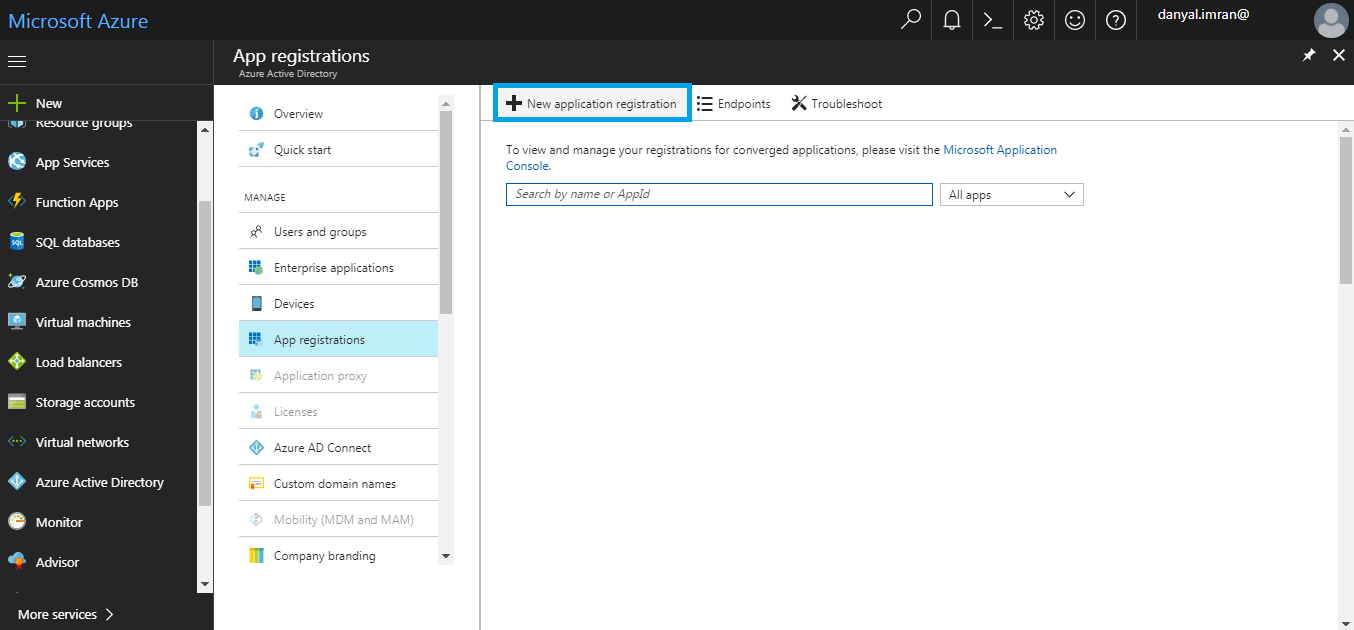 Microsoft Azure
danyal.imran@
App registrations
Azure Active Directory
New
Resource groups
App Services
Function Apps
SQL databases
Azure Cosmos DB
Virtual machines
Load balancers
Storage accounts
Virtual networks
Azure Active Directory
Monitor
Advisor
More services
Overview
Quick start
MANAGE
Users and groups
Enterprise applications
Devices
App registrations
Application proxy
Licenses
Azure AD Connect
Custom domain names
Mobility (MDM and MAM)
Company branding
New application registration
Endpoints
Troubleshoot
To view and manage your registrations for converged applications, please visit the Microsoft Application
Console.
Search by name or AppId
All apps